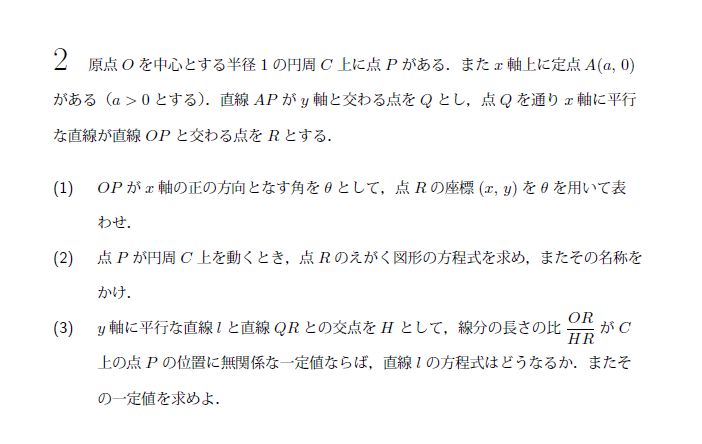 2 原点 O を中心とする半径 1 の円周 C 上に点 P がある．また x 軸上に定点 A(a, 0)
がある（a > 0 とする）．直線 AP が y 軸と交わる点を Q とし，点 Q を通り x 軸に平行
な直線が直線 OP と交わる点を R とする．
(1) OP が x 軸の正の方向となす角を θ として，点 R の座標 (x, y) を θ を用いて表
わせ．
(2) 点 P が円周 C 上を動くとき，点 R のえがく図形の方程式を求め，またその名称を
かけ．
(3) y 軸に平行な直線 l と直線 QR との交点を H として，線分の長さの比 OR/HR が C
上の点 P の位置に無関係な一定値ならば，直線 l の方程式はどうなるか．またそ
の一定値を求めよ．